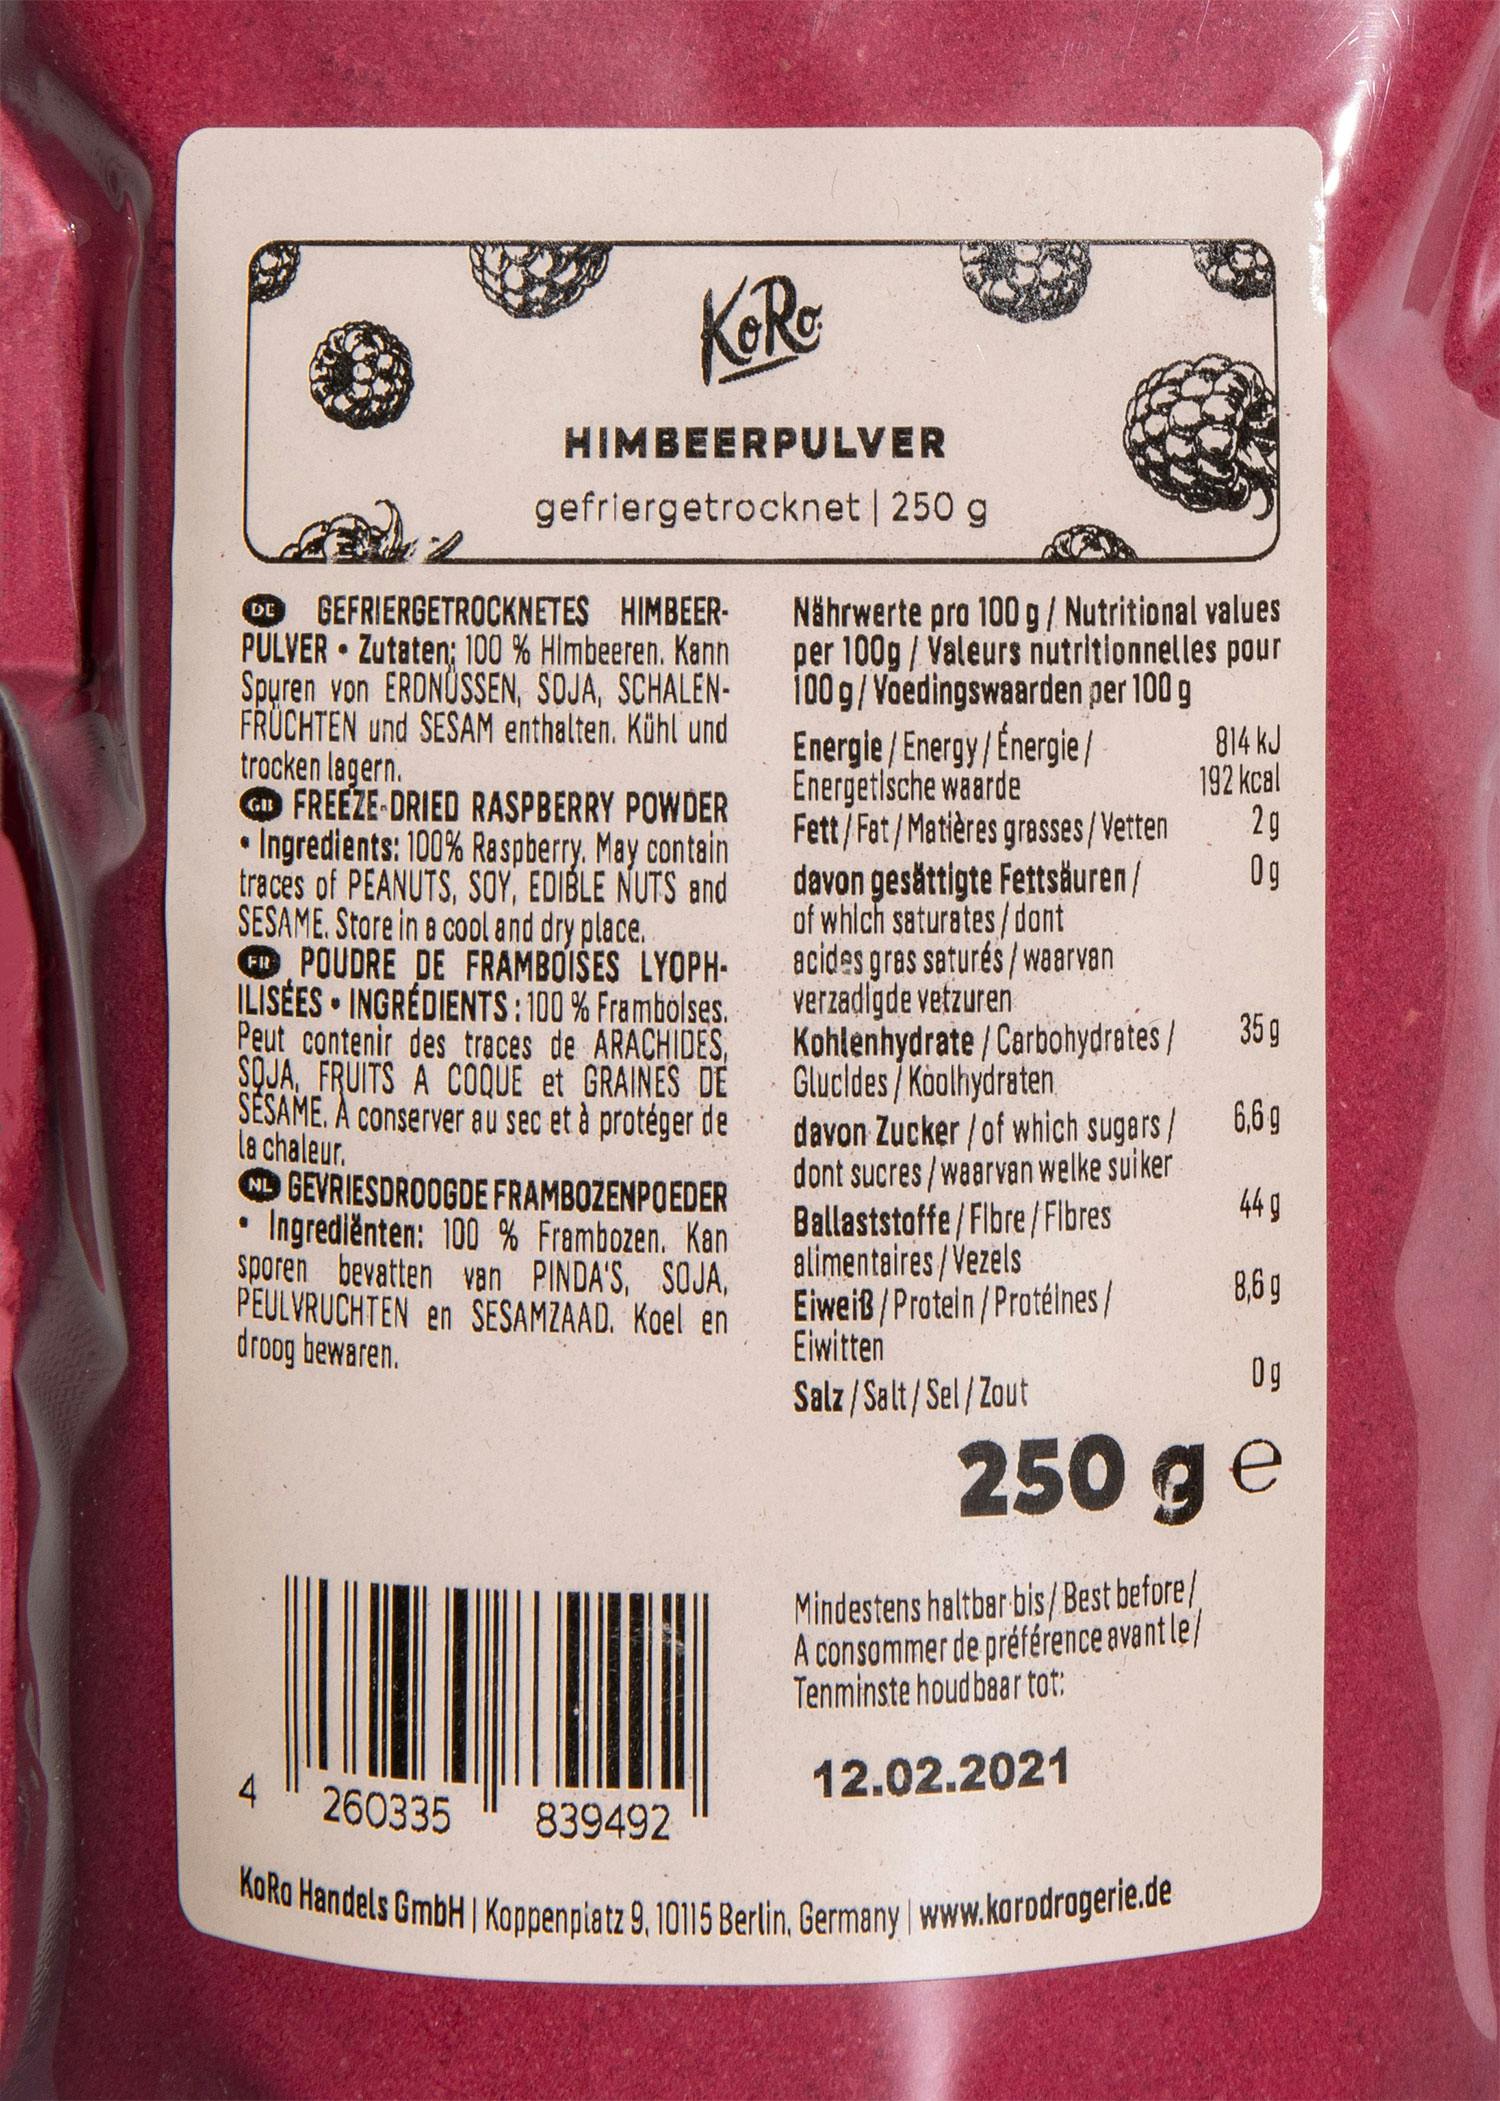 KoRo
HIMBEERPULVER
gefriergetrocknet | 250 g
DE GEFRIERGETROCKNETES HIMBEER-
PULVER • Zutaten: 100 % Himbeeren. Kann
Spuren von ERDNÜSSEN, SOJA, SCHALEN-
FRÜCHTEN und SESAM enthalten. Kühl und
trocken lagern.
GB FREEZE-DRIED RASPBERRY POWDER
• Ingredients: 100% Raspberry. May contain
traces of PEANUTS, SOY, EDIBLE NUTS and
SESAME. Store in a cool and dry place.
FR POUDRE DE FRAMBOISES LYOPH-
ILISÉES • INGRÉDIENTS : 100 % Framboises.
Peut contenir des traces de ARACHIDES,
SOJA, FRUITS A COQUE et GRAINES DE
SÉSAME. À conserver au sec et à protéger de
la chaleur.
NL GEVRIESDROOGDE FRAMBOZENPOEDER
• Ingrediënten: 100 % Frambozen. Kan
sporen bevatten van PINDA'S, SOJA,
PEULVRUCHTEN en SESAMZAAD. Koel en
droog bewaren.
Nährwerte pro 100 g / Nutritional values
per 100g / Valeurs nutritionnelles pour
100 g / Voedingswaarden per 100 g
Energie / Energy / Énergie / 814 kJ
Energetische waarde 192 kcal
Fett / Fat / Matières grasses / Vetten 2 g
davon gesättigte Fettsäuren / 0 g
of which saturates / dont
acides gras saturés / waarvan
verzadigde vetzuren
Kohlenhydrate / Carbohydrates / 35 g
Glucides / Koolhydraten
davon Zucker / of which sugars / 6,6 g
dont sucres / waarvan welke suiker
Ballaststoffe / Fibre / Fibres 44 g
alimentaires / Vezels
Eiweiß / Protein / Protéines / 8,6 g
Eiwitten
Salz / Salt / Sel / Zout 0 g
250 g e
Mindestens haltbar bis / Best before /
A consommer de préférence avant le /
Tenminste houdbaar tot:
12.02.2021
4 260335 839492
KoRo Handels GmbH | Koppenplatz 9, 10115 Berlin, Germany | www.korodrogerie.de